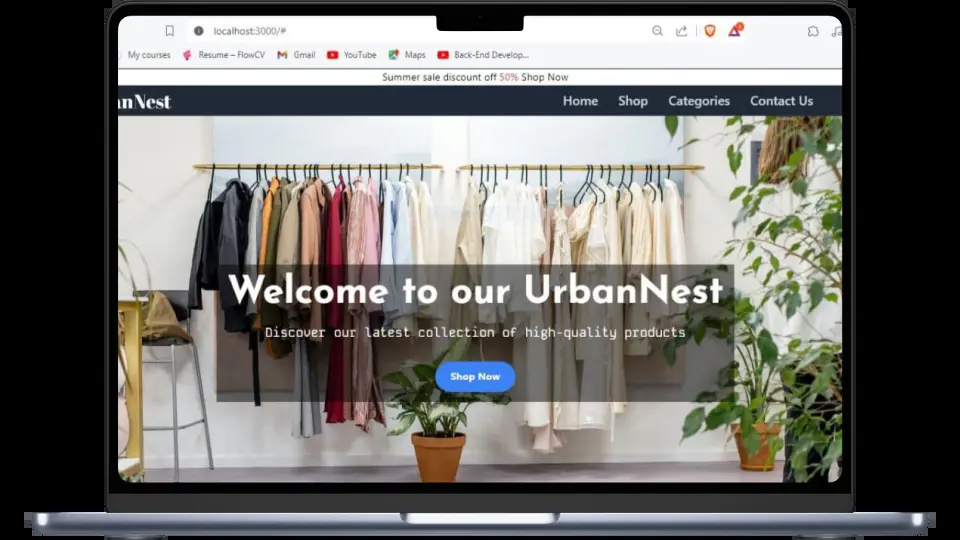 localhost:3000/#
My courses Resume – FlowCV Gmail YouTube Maps Back-End Develop...
Summer sale discount off 50% Shop Now
anNest Home Shop Categories Contact Us
Welcome to our UrbanNest
Discover our latest collection of high-quality products
Shop Now